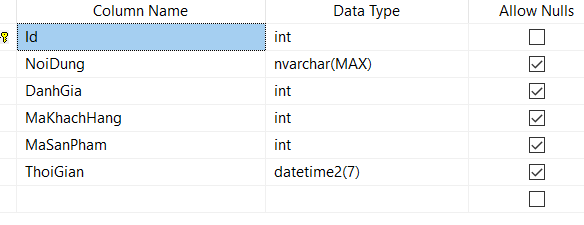 Column Name Data Type Allow Nulls
Id int
NoiDung nvarchar(MAX)
DanhGia int
MaKhachHang int
MaSanPham int
ThoiGian datetime2(7)